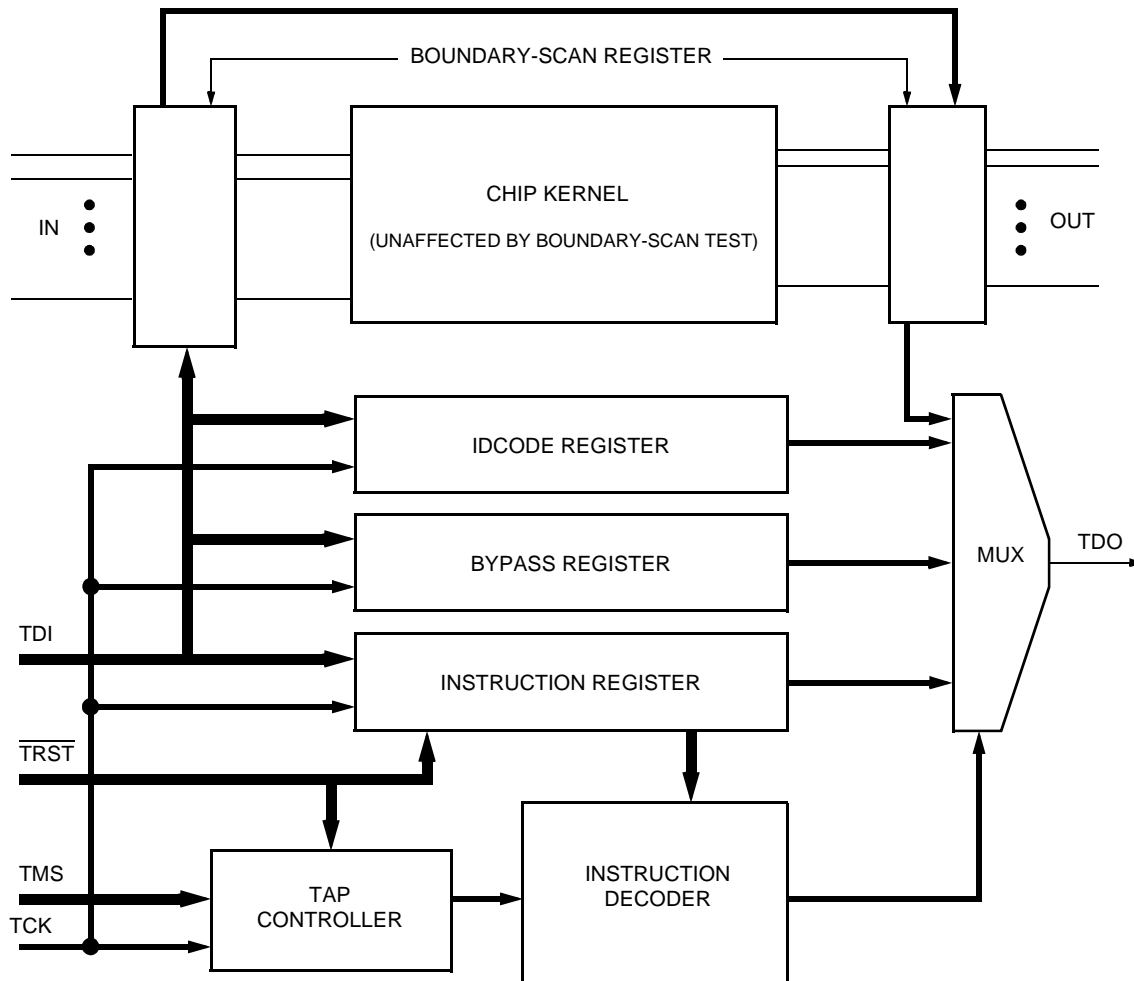 BOUNDARY-SCAN REGISTER
CHIP KERNEL
(UNAFFECTED BY BOUNDARY-SCAN TEST)
IN
OUT
IDCODE REGISTER
BYPASS REGISTER
MUX
TDO
TDI
INSTRUCTION REGISTER
TRST
TMS
TAP
CONTROLLER
INSTRUCTION
DECODER
TCK